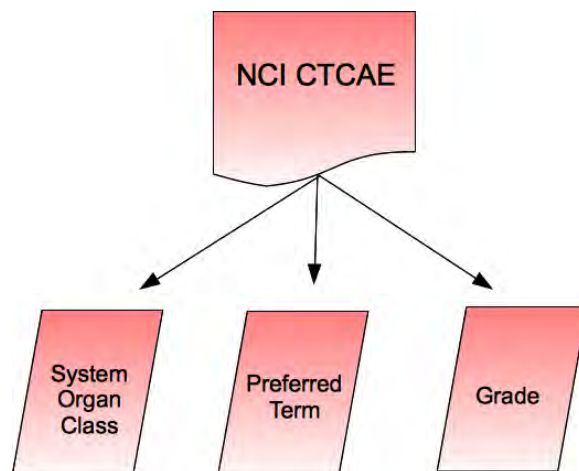 NCI CTCAE
System
Organ
Class
Preferred
Term
Grade